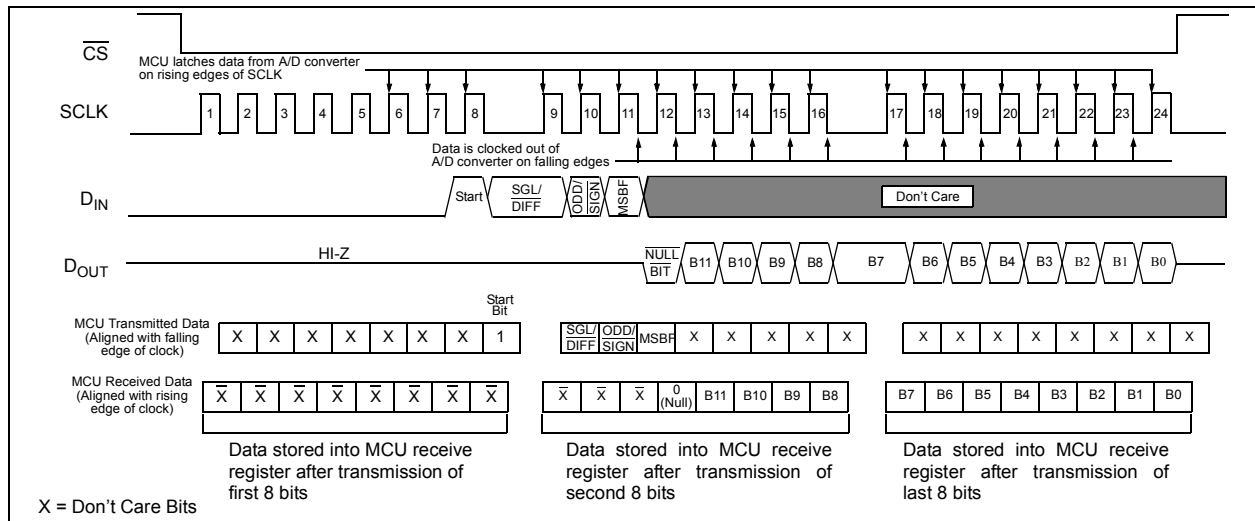 CS
MCU latches data from A/D converter
on rising edges of SCLK
SCLK
1 2 3 4 5 6 7 8 9 10 11 12 13 14 15 16 17 18 19 20 21 22 23 24
Data is clocked out of
A/D converter on falling edges
DIN
Start SGL/ DIFF ODD/ SIGN MSBF Don't Care
HI-Z
DOUT
NULL BIT B11 B10 B9 B8 B7 B6 B5 B4 B3 B2 B1 B0
Start
Bit
MCU Transmitted Data
(Aligned with falling
edge of clock)
X X X X X X X 1 SGL/ DIFF ODD/ SIGN MSBF X X X X X X X X X X X X X
MCU Received Data
(Aligned with rising
edge of clock)
X X X X X X X X X X X 0 (Null) B11 B10 B9 B8 B7 B6 B5 B4 B3 B2 B1 B0
Data stored into MCU receive
register after transmission of
first 8 bits
Data stored into MCU receive
register after transmission of
second 8 bits
Data stored into MCU receive
register after transmission of
last 8 bits
X = Don't Care Bits